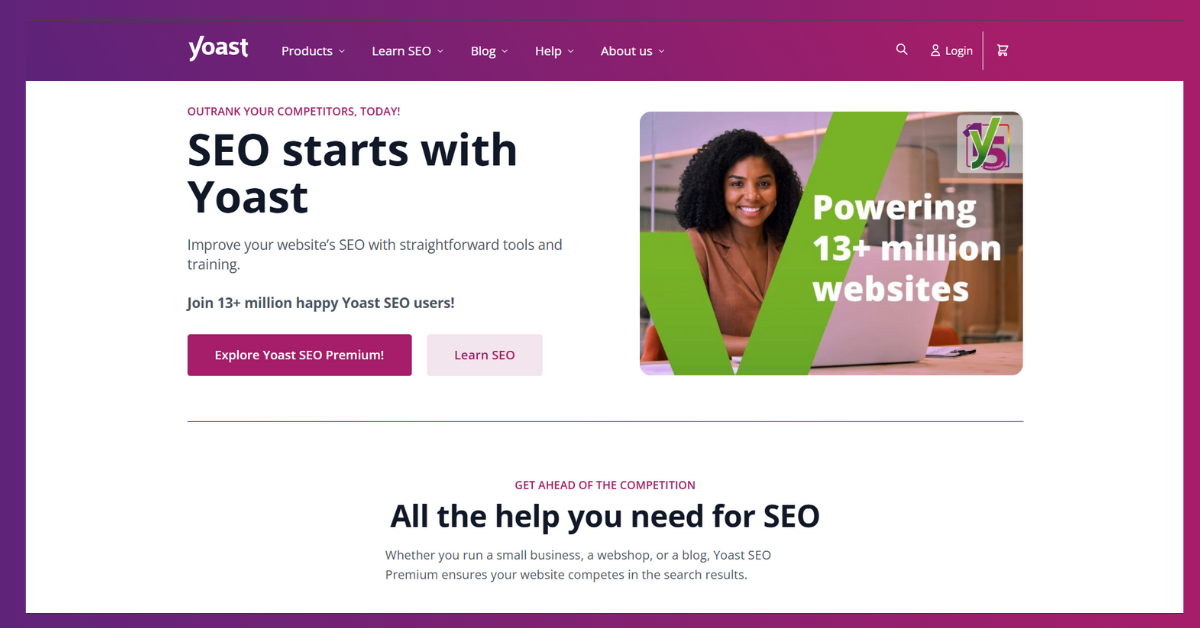 yoast
Products
Learn SEO
Blog
Help
About us
Login
OUTRANK YOUR COMPETITORS, TODAY!
SEO starts with
Yoast
Improve your website’s SEO with straightforward tools and
training.
Join 13+ million happy Yoast SEO users!
Explore Yoast SEO Premium!
Learn SEO
y
15
Powering
13+ million
websites
GET AHEAD OF THE COMPETITION
All the help you need for SEO
Whether you run a small business, a webshop, or a blog, Yoast SEO
Premium ensures your website competes in the search results.